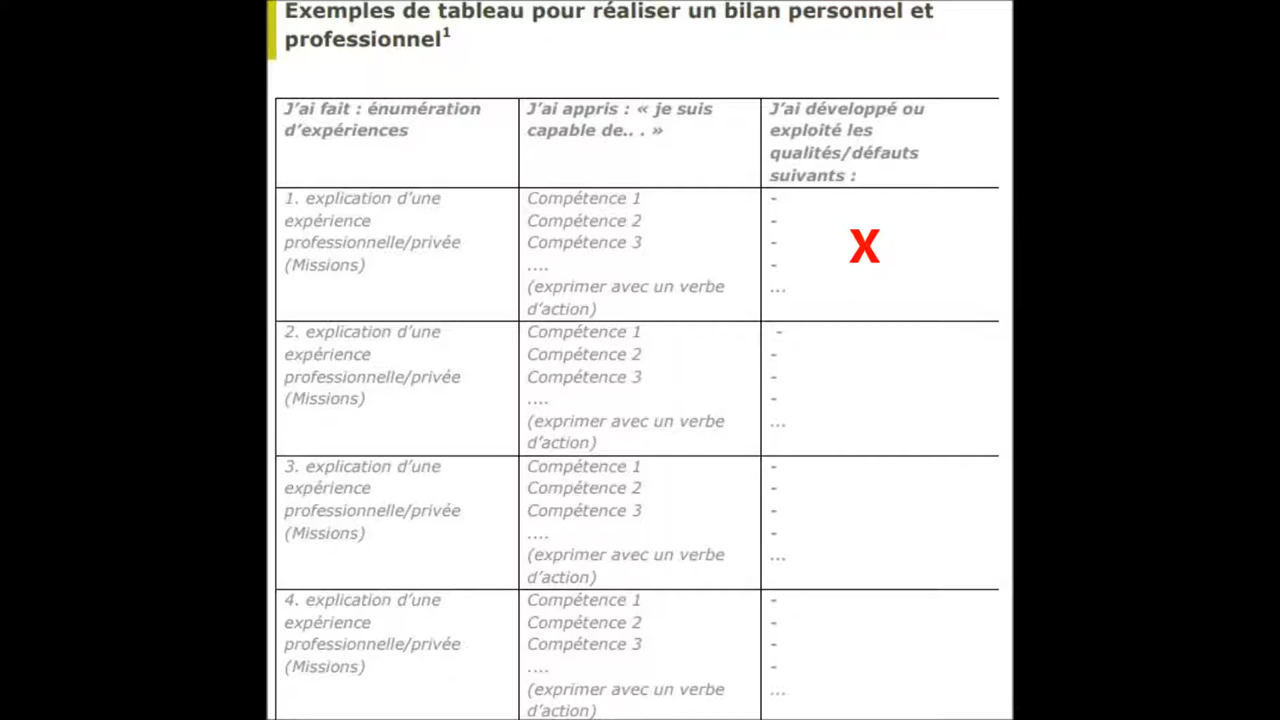 Exemples de tableau pour réaliser un bilan personnel et
professionnel¹
J'ai fait : énumération
d'expériences
J'ai appris : « je suis
capable de.. . »
J'ai développé ou
exploité les
qualités/défauts
suivants :
1. explication d'une
expérience
professionnelle/privée
(Missions)
Compétence 1
Compétence 2
Compétence 3
....
(exprimer avec un verbe
d'action)
-
-
-
-
...
X
2. explication d'une
expérience
professionnelle/privée
(Missions)
Compétence 1
Compétence 2
Compétence 3
....
(exprimer avec un verbe
d'action)
-
-
-
-
...
3. explication d'une
expérience
professionnelle/privée
(Missions)
Compétence 1
Compétence 2
Compétence 3
....
(exprimer avec un verbe
d'action)
-
-
-
-
...
4. explication d'une
expérience
professionnelle/privée
(Missions)
Compétence 1
Compétence 2
Compétence 3
....
(exprimer avec un verbe
d'action)
-
-
-
-
...